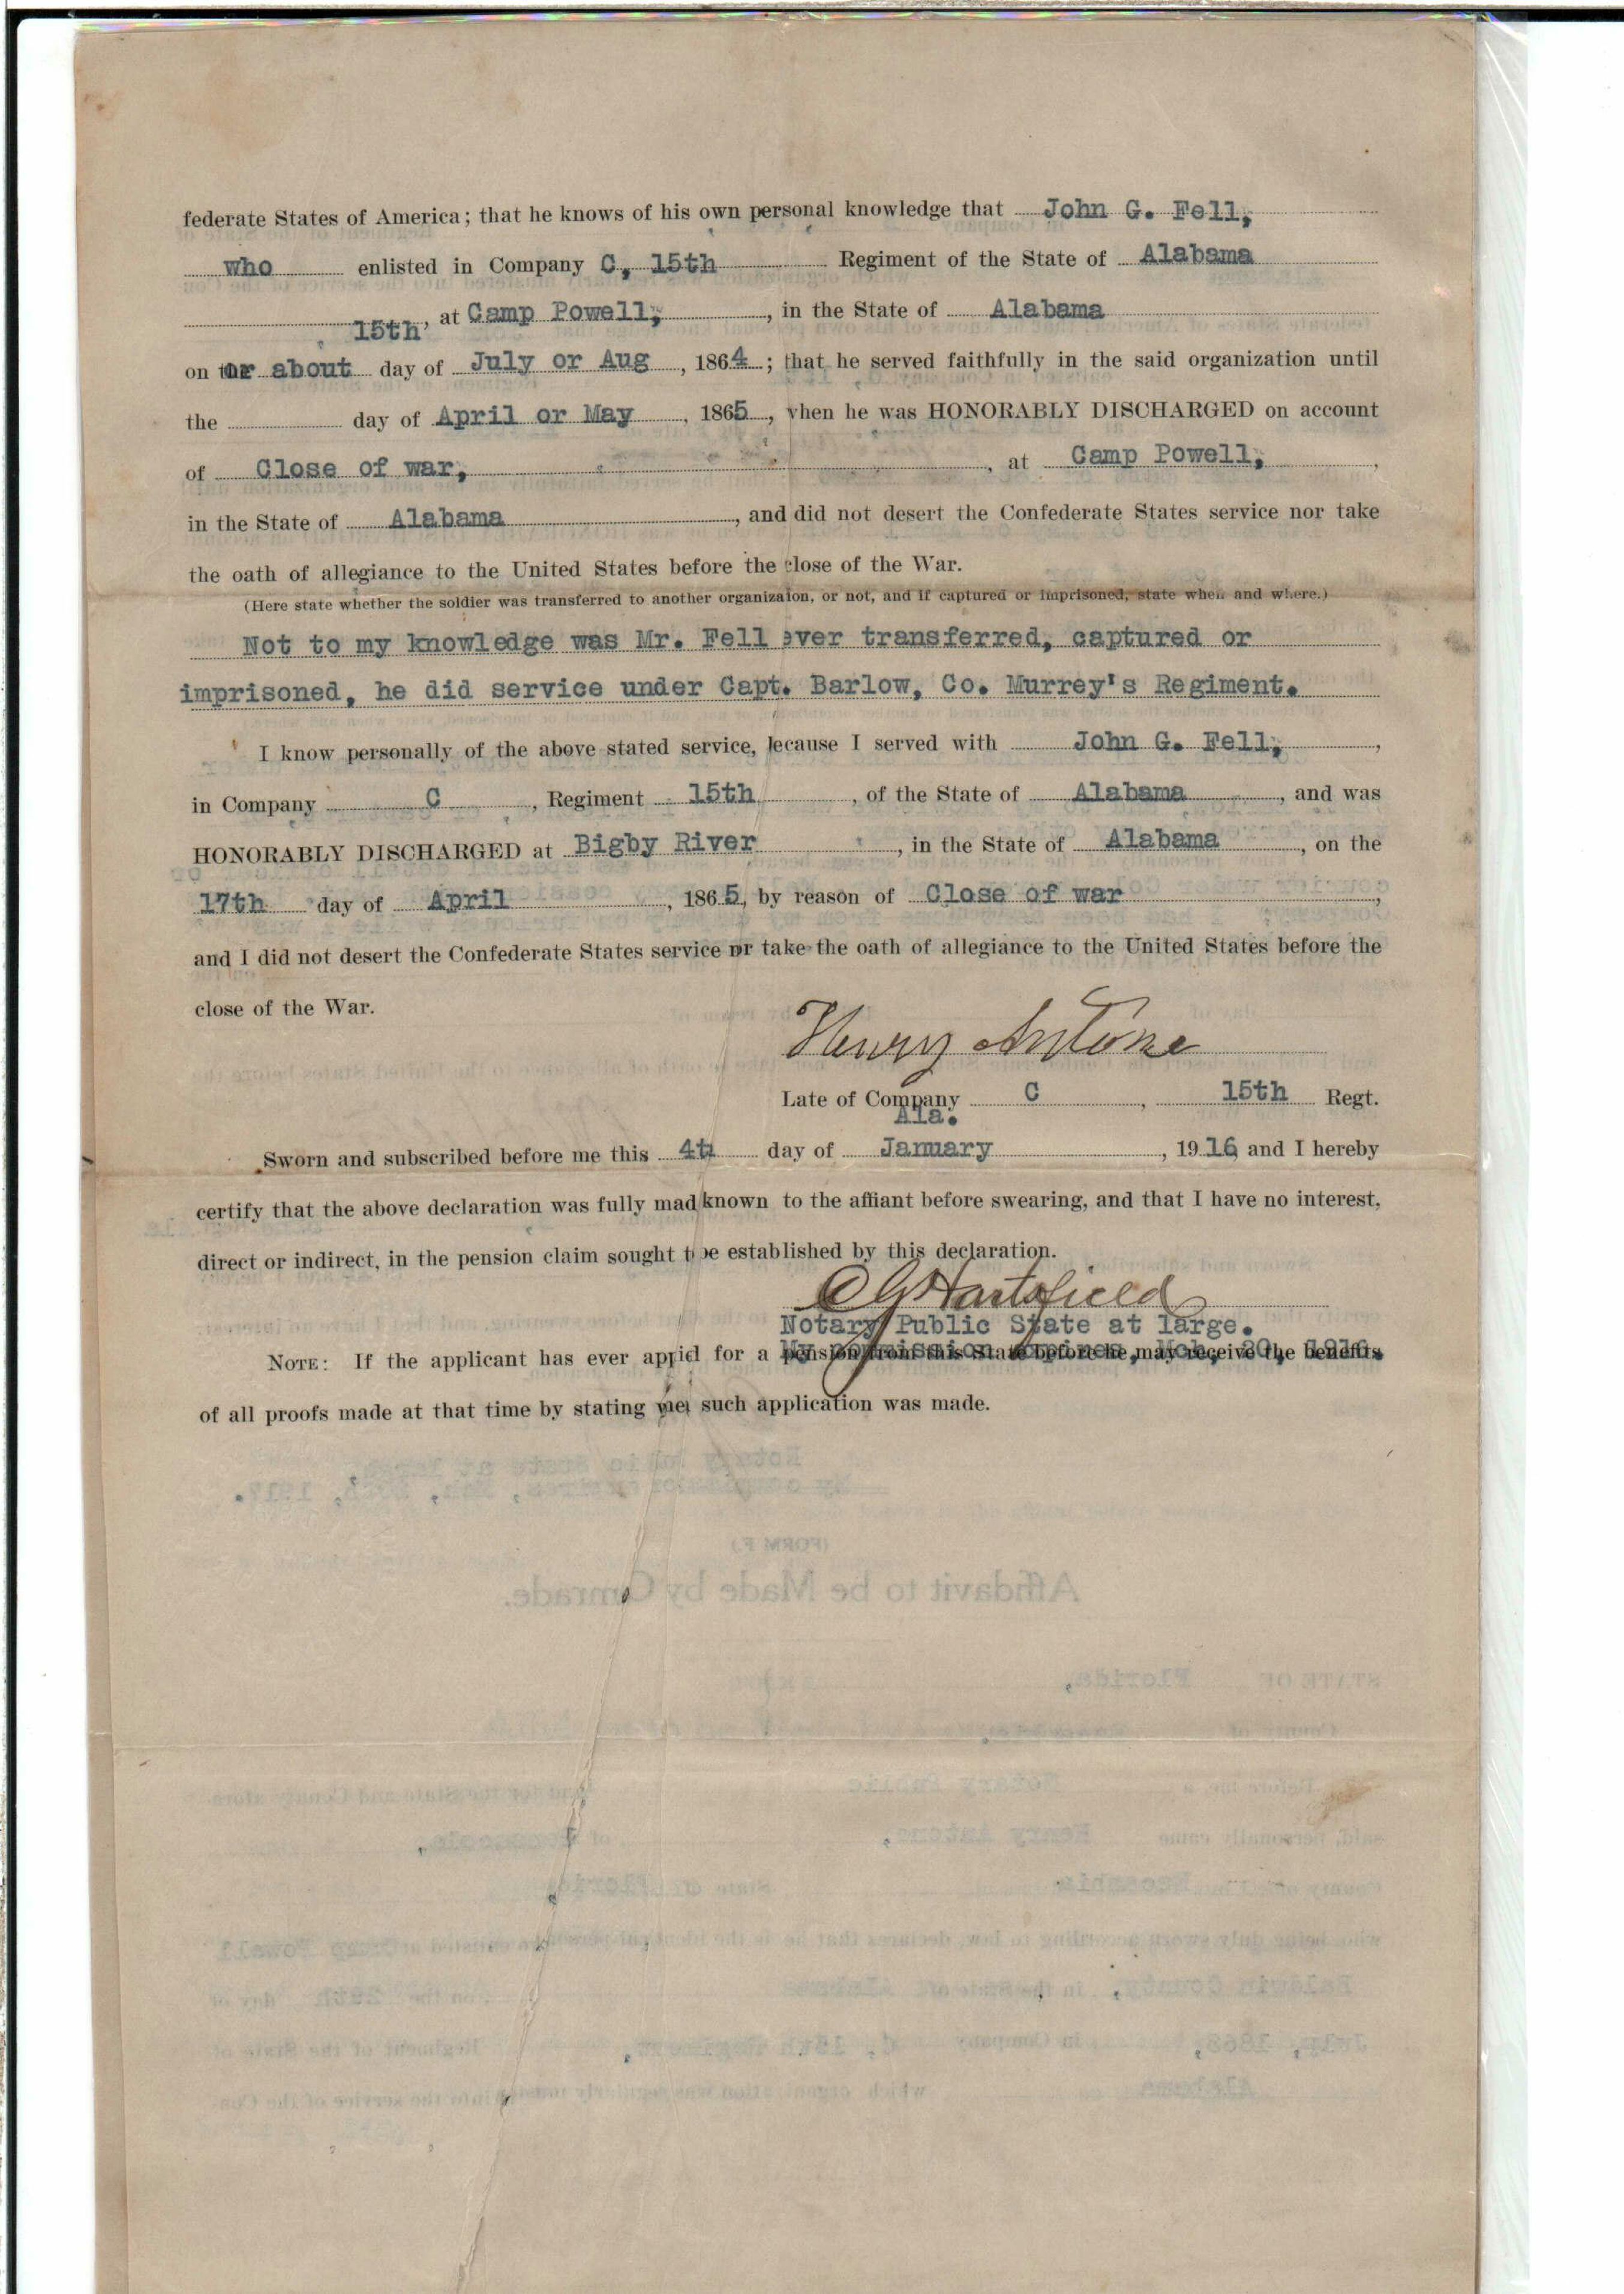 federate States of America; that he knows of his own personal knowledge that John G. Fell,
who enlisted in Company C, 15th Regiment of the State of Alabama
, at Camp Powell, , in the State of Alabama
15th
on or about day of July or Aug , 1864 ; that he served faithfully in the said organization until
the day of April or May , 1865 , when he was HONORABLY DISCHARGED on account
of Close of war, , at Camp Powell, ,
in the State of Alabama , and did not desert the Confederate States service nor take
the oath of allegiance to the United States before the close of the War.
(Here state whether the soldier was transferred to another organizaion, or not, and if captured or imprisoned, state when and where.)
Not to my knowledge was Mr. Fell ever transferred, captured or
imprisoned, he did service under Capt. Barlow, Co. Murrey's Regiment.
I know personally of the above stated service, because I served with John G. Fell, ,
in Company C , Regiment 15th , of the State of Alabama , and was
HONORABLY DISCHARGED at Bigby River , in the State of Alabama , on the
17th day of April , 1865, by reason of Close of war ,
and I did not desert the Confederate States service or take the oath of allegiance to the United States before the
close of the War.
Henry Antone
Late of Company C , 15th Regt.
Ala.
Sworn and subscribed before me this 4th day of January , 1916 and I hereby
certify that the above declaration was fully made known to the affiant before swearing, and that I have no interest,
direct or indirect, in the pension claim sought to be established by this declaration.
C G Hartsfield
Notary Public State at large.
NOTE: If the applicant has ever applied for a pension from this State before he may receive the benefits
of all proofs made at that time by stating when such application was made.
(FORM F.)
Affidavit to be Made by Comrade.
STATE OF Florida,